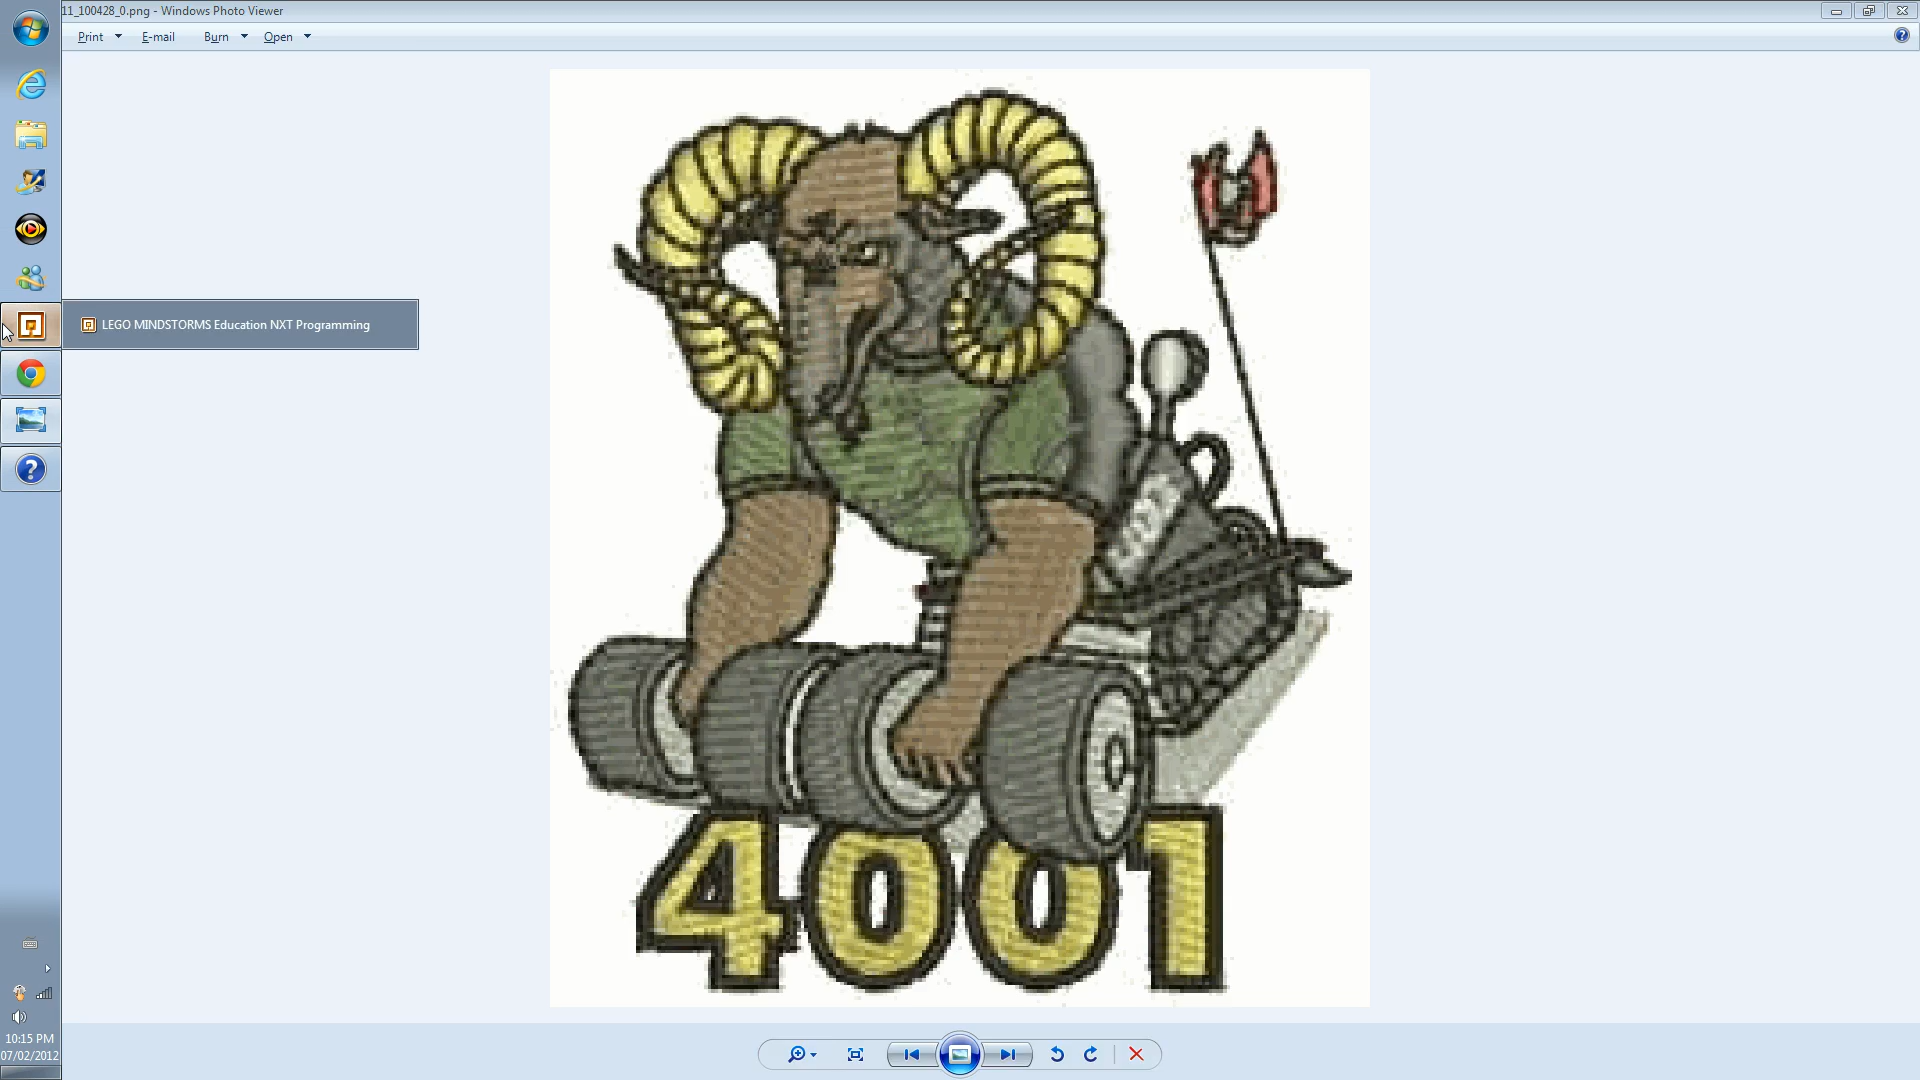 11_100428_0.png - Windows Photo Viewer
Print E-mail Burn Open
LEGO MINDSTORMS Education NXT Programming
4001
10:15 PM
07/02/2012